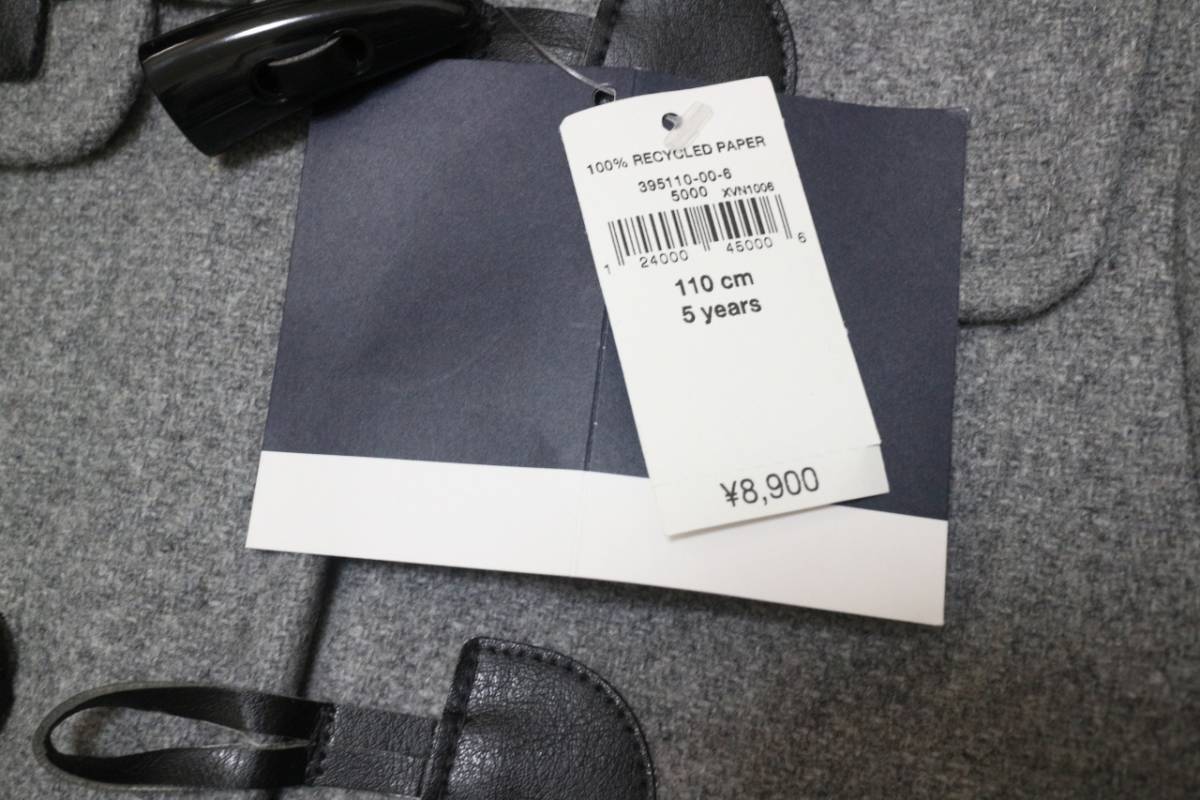 100% RECYCLED PAPER
395110-00-6
5000 XVN1006
1 24000 45000 6
110 cm
5 years
¥8,900